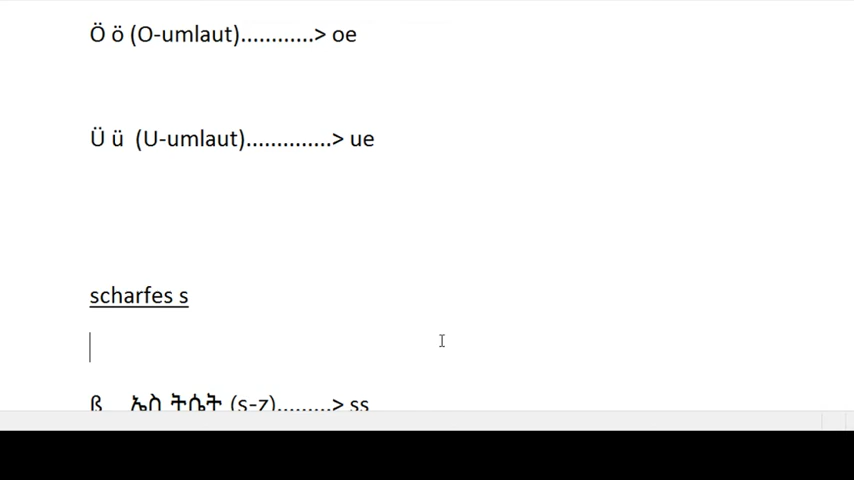 Ö ö (O-umlaut)............> oe
Ü ü (U-umlaut)..............> ue
scharfes s
ß ኤስ ትሴት (s-z).........> ss